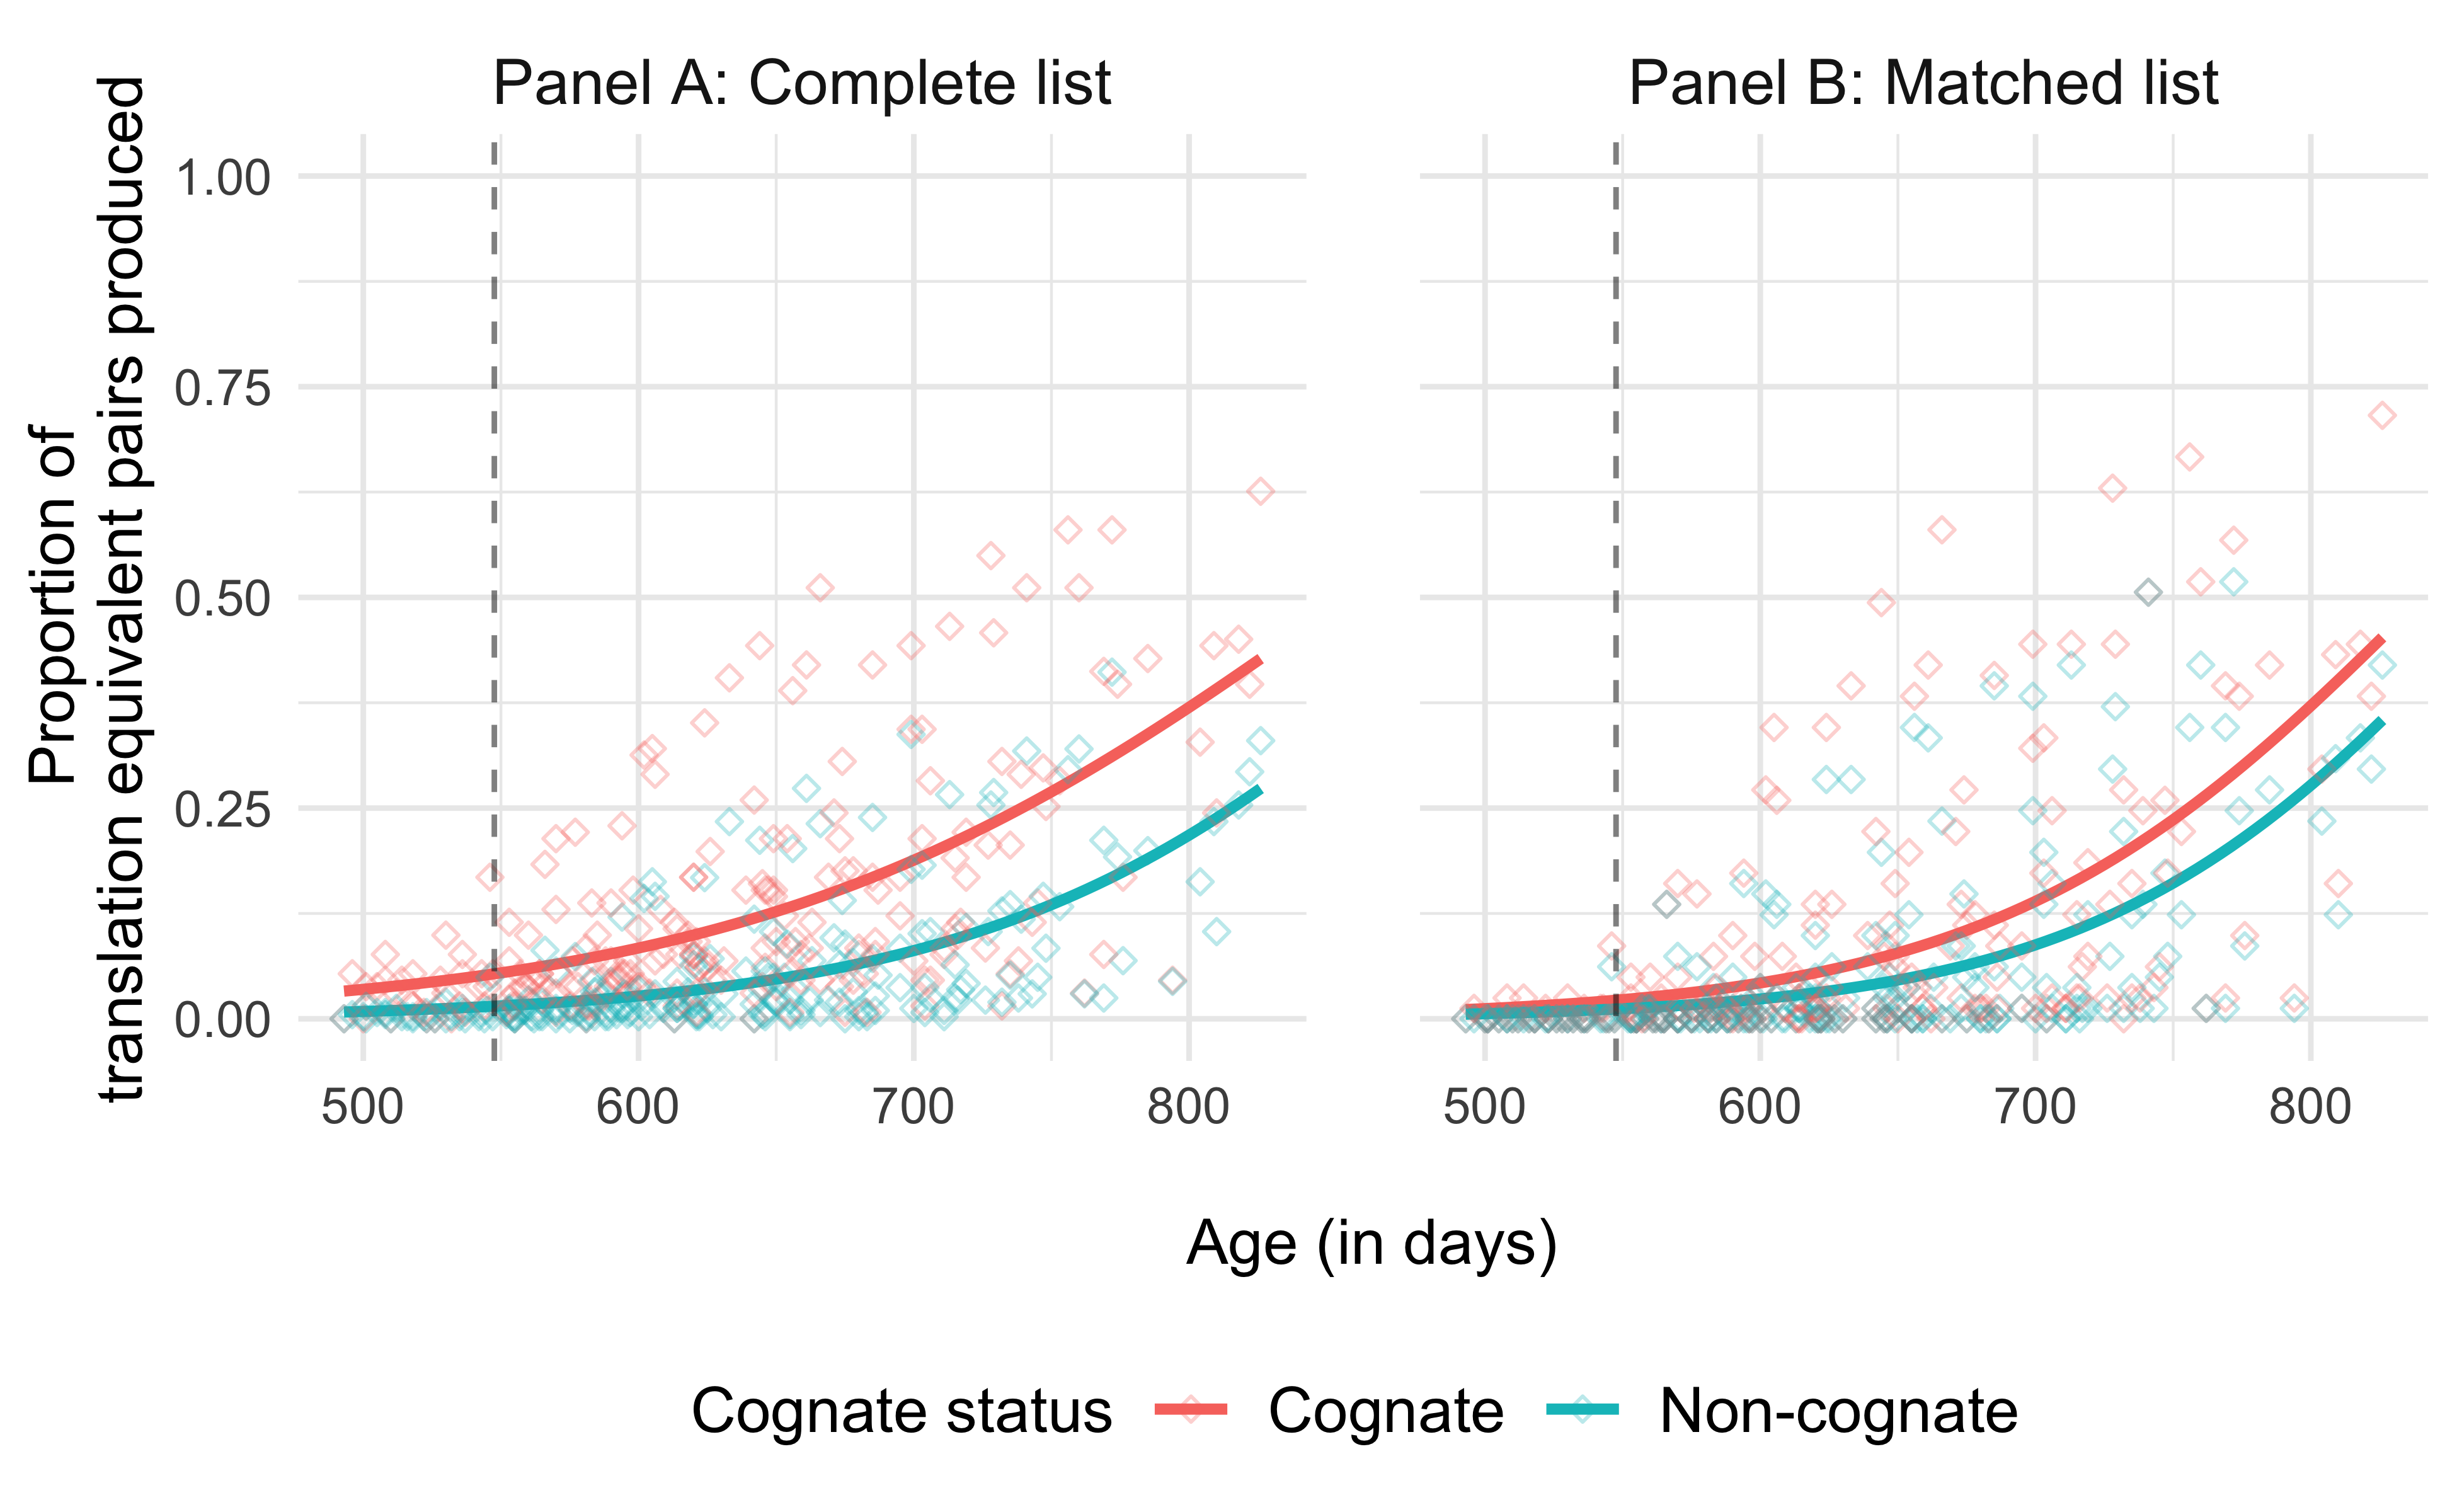 Panel A: Complete list
Panel B: Matched list
Proportion of
translation equivalent pairs produced
1.00
0.75
0.50
0.25
0.00
500 600 700 800
500 600 700 800
Age (in days)
Cognate status Cognate Non-cognate